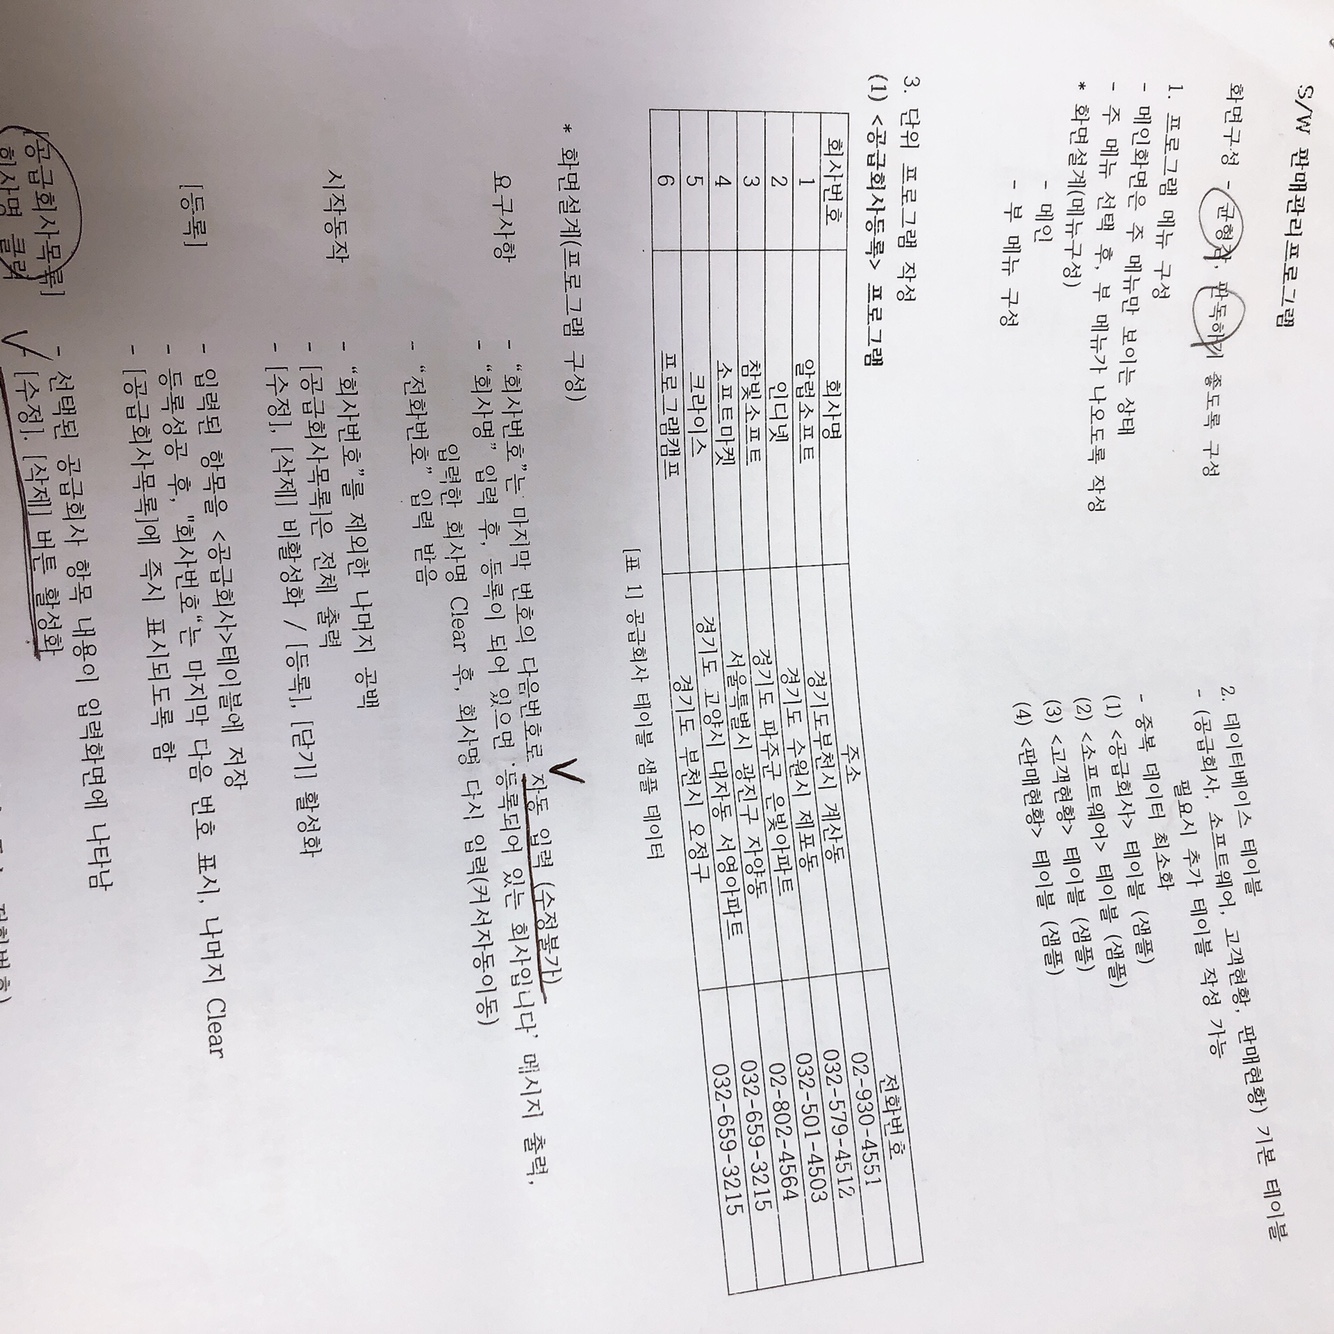 S/W 판매관리프로그램
화면구성 - 균형감, 판독하기 좋도록 구성
1. 프로그램 메뉴 구성
- 메인화면은 주 메뉴만 보이는 상태
- 주 메뉴 선택 후, 부 메뉴가 나오도록 작성
* 화면설계(메뉴구성)
- 메인
- 부 메뉴 구성
2. 데이터베이스 테이블
- (공급회사, 소프트웨어, 고객현황, 판매현황) 기본 테이블
필요시 추가 테이블 작성 가능
- 중복 데이터 최소화
(1) <공급회사> 테이블 (샘플)
(2) <소프트웨어> 테이블 (샘플)
(3) <고객현황> 테이블 (샘플)
(4) <판매현황> 테이블 (샘플)
3. 단위 프로그램 작성
(1) <공급회사등록> 프로그램
회사번호 회사명 주소 전화번호
1 알럽소프트 경기도부천시 계산동 02-930-4551
2 인디넷 경기도 수원시 제포동 032-579-4512
3 참빛소프트 경기도 파주군 은빛아파트 032-501-4503
4 소프트마켓 서울특별시 광진구 자양동 02-802-4564
5 크라이스 경기도 고양시 대자동 서영아파트 032-659-3215
6 프로그램캠프 경기도 부천시 오정구 032-659-3215
[표 1] 공급회사 테이블 샘플 데이터
* 화면설계(프로그램 구성)
요구사항 - “회사번호”는 마지막 번호의 다음번호로 자동 입력 (수정불가)
- “회사명” 입력 후, 등록이 되어 있으면 ‘등록되어 있는 회사입니다’ 메시지 출력,
입력한 회사명 Clear 후, 회사명 다시 입력(커서자동이동)
- “전화번호” 입력 받음
시작동작 - “회사번호”를 제외한 나머지 공백
- [공급회사목록]은 전체 출력
- [수정], [삭제] 비활성화 / [등록], [닫기] 활성화
[등록] - 입력된 항목을 <공급회사>테이블에 저장
- 등록성공 후, "회사번호“는 마지막 다음 번호 표시, 나머지 Clear
- [공급회사목록]에 즉시 표시되도록 함
[공급회사목록] - 선택된 공급회사 항목 내용이 입력화면에 나타남
회사명 클릭 - [수정]. [삭제] 버튼 활성화
전화번호)